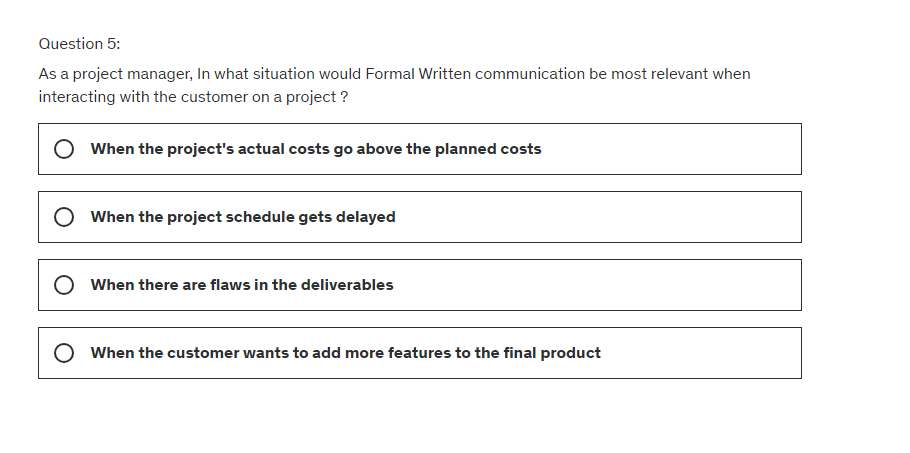 Question 5:
As a project manager, In what situation would Formal Written communication be most relevant when
interacting with the customer on a project ?
When the project's actual costs go above the planned costs
When the project schedule gets delayed
When there are flaws in the deliverables
When the customer wants to add more features to the final product